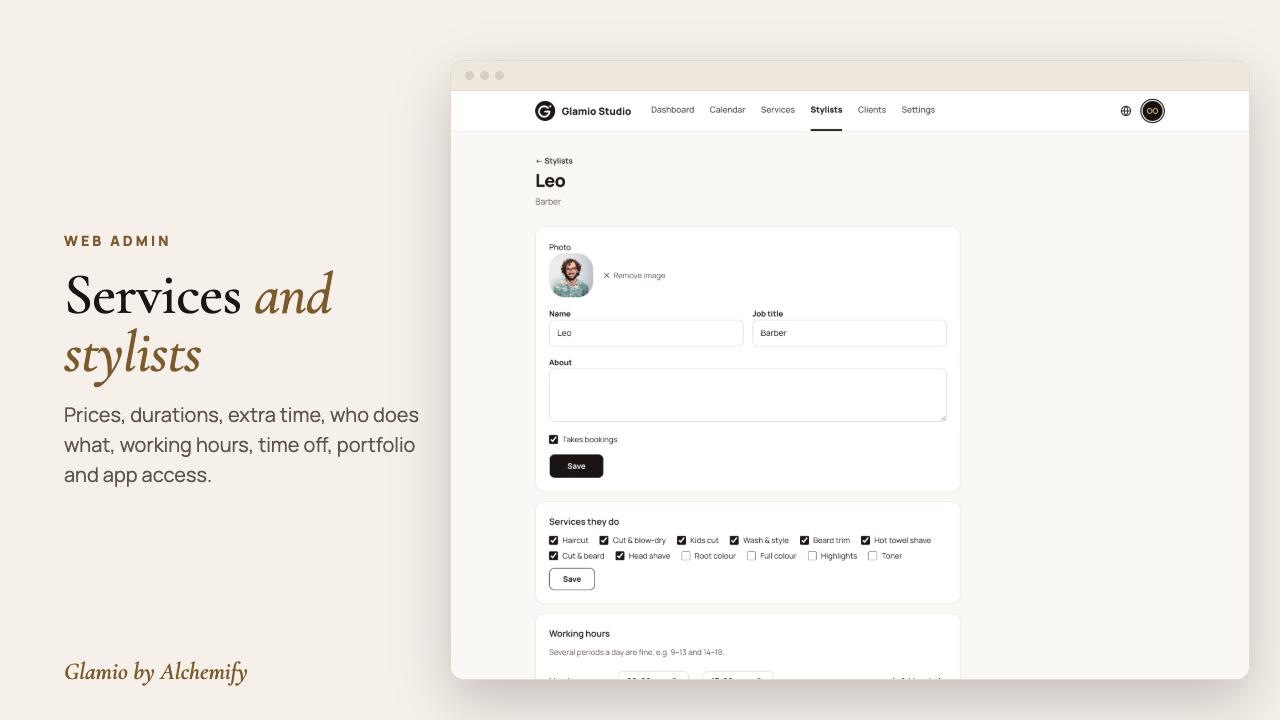 WEB ADMIN
Services and
stylists
Prices, durations, extra time, who does
what, working hours, time off, portfolio
and app access.
Glamio by Alchemify
Glamio Studio Dashboard Calendar Services Stylists Clients Settings OO
← Stylists
Leo
Barber
Photo
Remove image
Name Job title
Leo Barber
About
Takes bookings
Save
Services they do
Haircut Cut & blow-dry Kids cut Wash & style Beard trim Hot towel shave
Cut & beard Head shave Root colour Full colour Highlights Toner
Save
Working hours
Several periods a day are fine, e.g. 9–13 and 14–18.